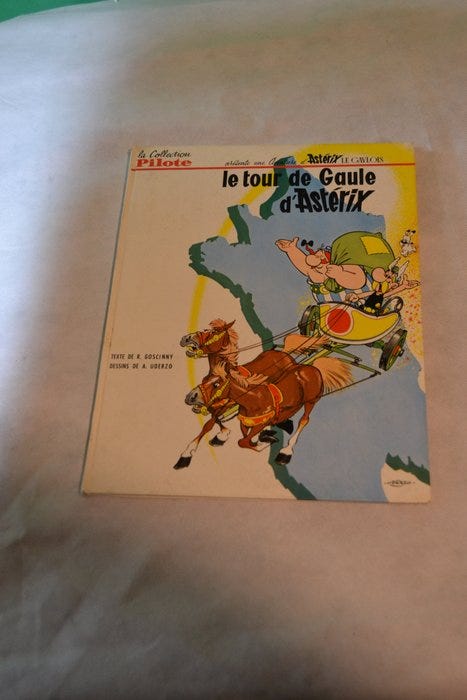 la Collection
Pilote
présente une Aventure d'Astérix LE GAULOIS
le tour de Gaule
d'Astérix
TEXTE DE R. GOSCINNY
DESSINS DE A. UDERZO
UDERZO